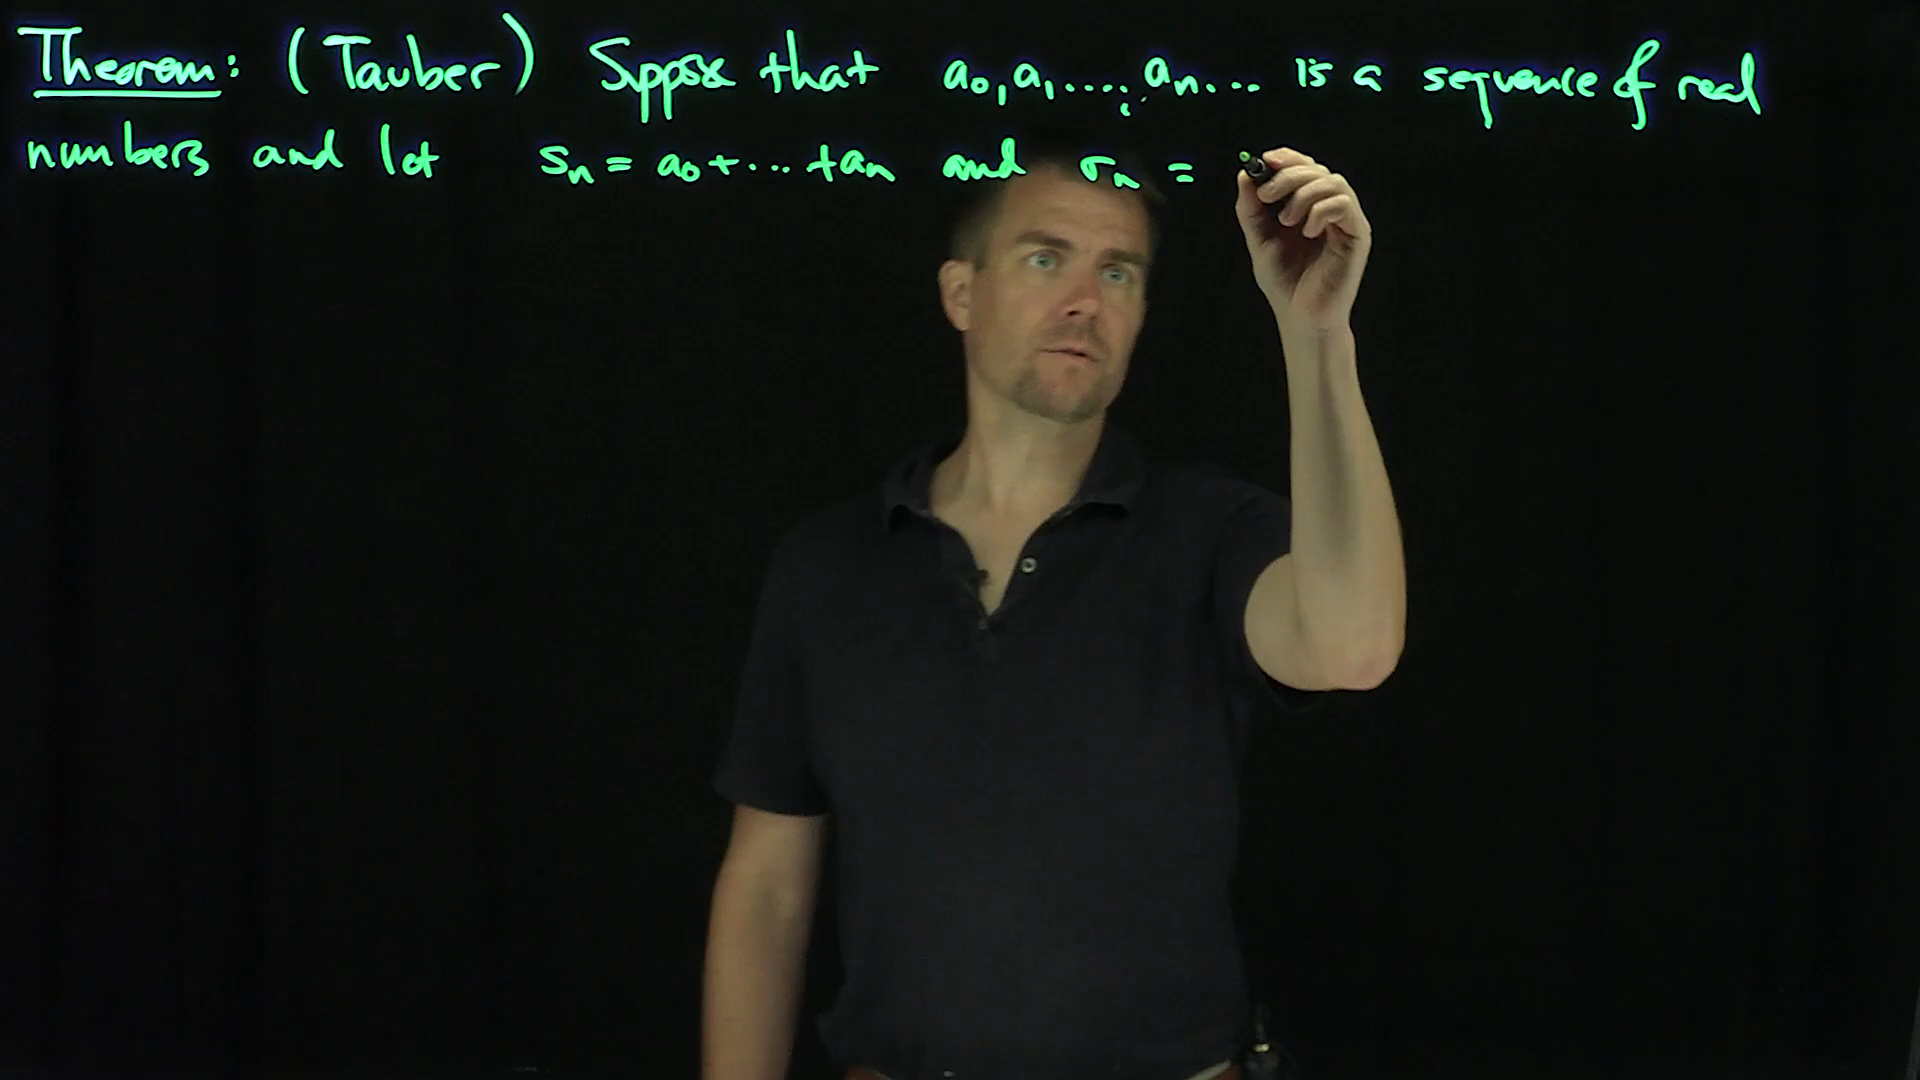 Theorem: (Tauber) Suppose that a₀, a₁, ..., aₙ ... is a sequence of real
numbers and let sₙ = a₀ + ... + aₙ and σₙ =